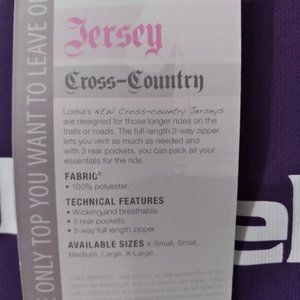 E ONLY TOP YOU WANT TO LEAVE O
Jersey
Cross-Country
Loeka's NEW Cross-country Jerseys
are designed for those longer rides on the
trails or roads. The full-length 2-way zipper
lets you vent as much as needed and
with 3 rear pockets, you can pack all your
essentials for the ride.
FABRIC
• 100% polyester.
TECHNICAL FEATURES
• Wicking,and breathable.
• 3 rear pockets.
• 2-way full length zipper
AVAILABLE SIZES X-Small, Small,
Medium, Large, X-Large.
el